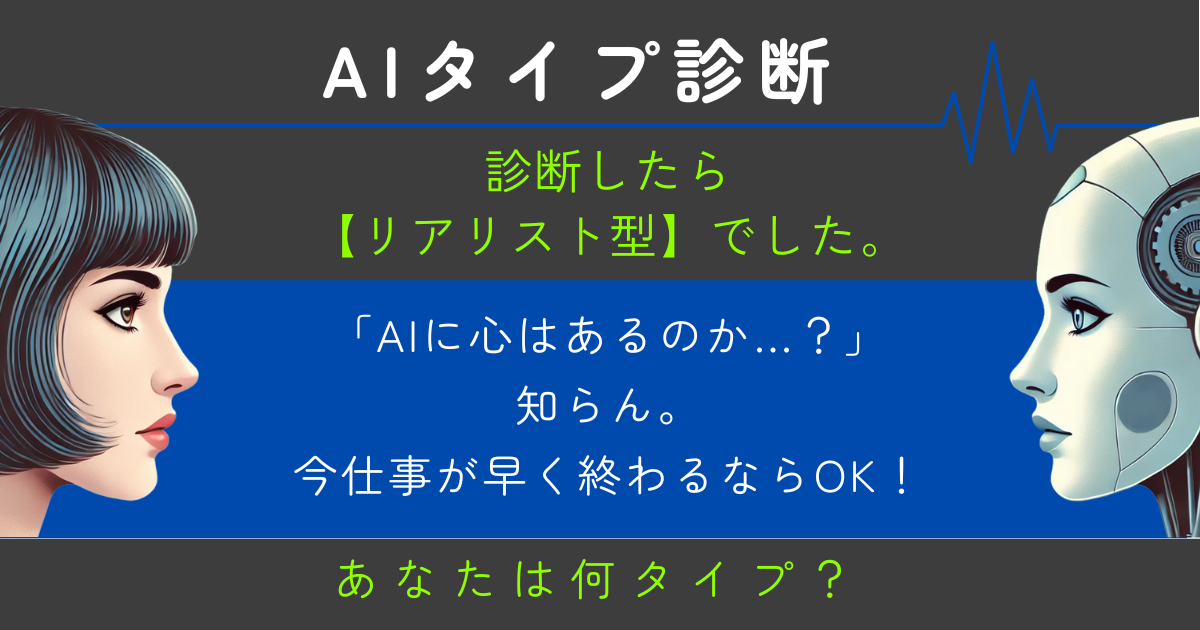 AIタイプ診断
診断したら
【リアリスト型】でした。
「AIに心はあるのか…？」
知らん。
今仕事が早く終わるならOK！
あなたは何タイプ？